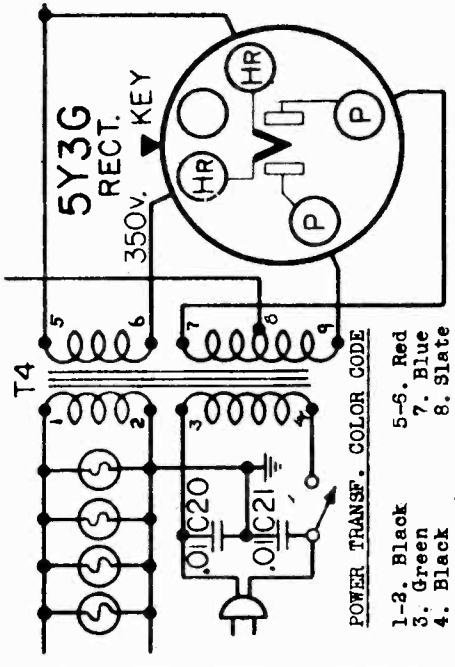 T4
5Y3G
RECT.
KEY
350v.
HR
HR
P
P
1
2
3
4
5
6
7
8
9
.01 C20
.01 C21
POWER TRANSF. COLOR CODE
1-2. Black 5-6. Red
3. Green 7. Blue
4. Black 8. Slate